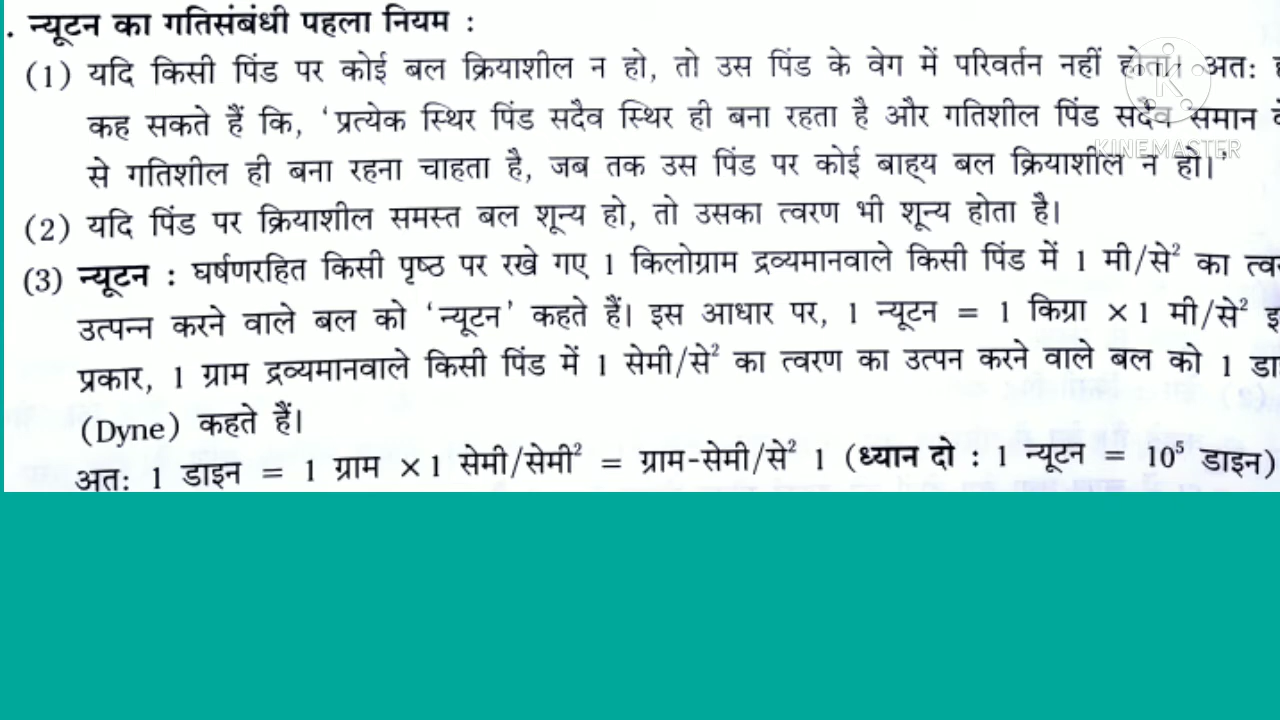 . न्यूटन का गतिसंबंधी पहला नियम :
(1) यदि किसी पिंड पर कोई बल क्रियाशील न हो, तो उस पिंड के वेग में परिवर्तन नहीं होता। अतः
कह सकते हैं कि, ‘प्रत्येक स्थिर पिंड सदैव स्थिर ही बना रहता है और गतिशील पिंड सदैव समान
से गतिशील ही बना रहना चाहता है, जब तक उस पिंड पर कोई बाह्य बल क्रियाशील न हो।’
KINEMASTER
(2) यदि पिंड पर क्रियाशील समस्त बल शून्य हो, तो उसका त्वरण भी शून्य होता है।
(3) न्यूटन : घर्षणरहित किसी पृष्ठ पर रखे गए 1 किलोग्राम द्रव्यमानवाले किसी पिंड में 1 मी/से² का
उत्पन्न करने वाले बल को ‘न्यूटन’ कहते हैं। इस आधार पर, 1 न्यूटन = 1 किग्रा ×1 मी/से²
प्रकार, 1 ग्राम द्रव्यमानवाले किसी पिंड में 1 सेमी/से² का त्वरण का उत्पन करने वाले बल को 1
(Dyne) कहते हैं।
अतः 1 डाइन = 1 ग्राम ×1 सेमी/सेमी² = ग्राम-सेमी/से² 1 (ध्यान दो : 1 न्यूटन = 10⁵ डाइन)